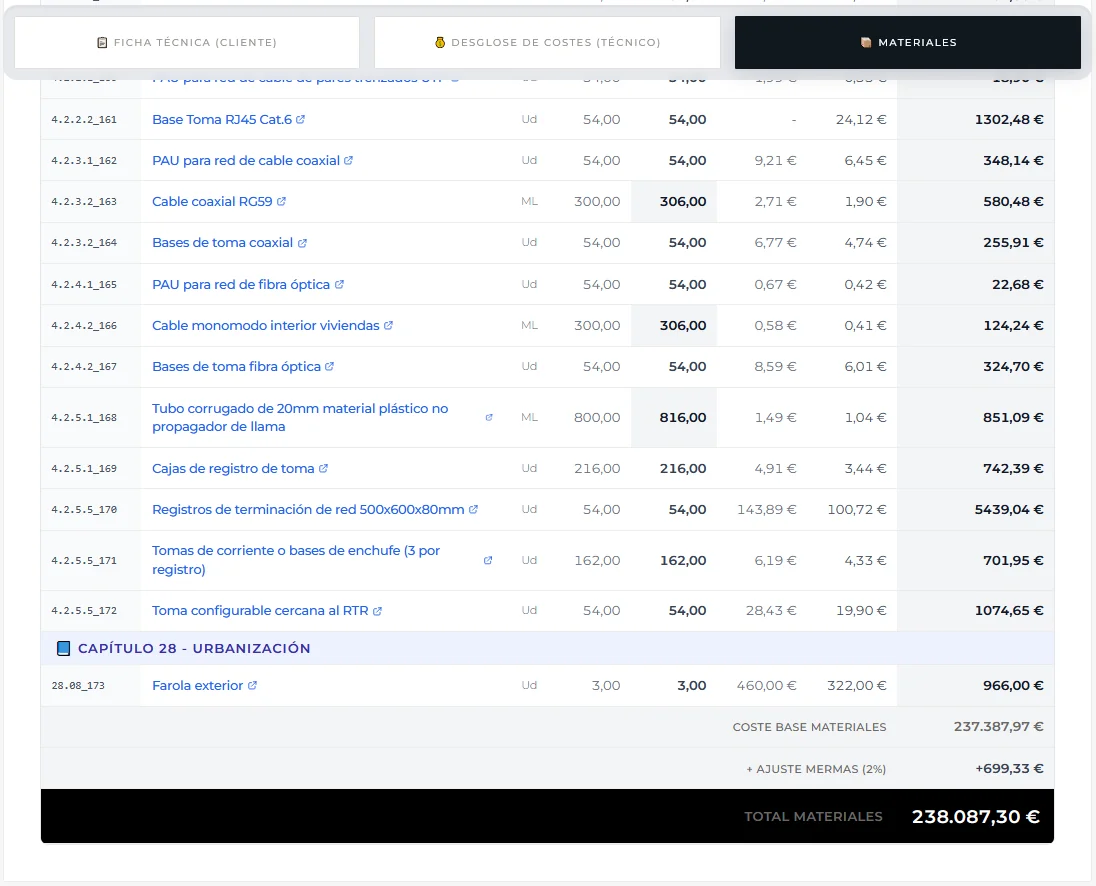 FICHA TÉCNICA (CLIENTE)
DESGLOSE DE COSTES (TÉCNICO)
MATERIALES
4.2.2.2_161 Base Toma RJ45 Cat.6 Ud 54,00 54,00 - 24,12 € 1302,48 €
4.2.3.1_162 PAU para red de cable coaxial Ud 54,00 54,00 9,21 € 6,45 € 348,14 €
4.2.3.2_163 Cable coaxial RG59 ML 300,00 306,00 2,71 € 1,90 € 580,48 €
4.2.3.2_164 Bases de toma coaxial Ud 54,00 54,00 6,77 € 4,74 € 255,91 €
4.2.4.1_165 PAU para red de fibra óptica Ud 54,00 54,00 0,67 € 0,42 € 22,68 €
4.2.4.2_166 Cable monomodo interior viviendas ML 300,00 306,00 0,58 € 0,41 € 124,24 €
4.2.4.2_167 Bases de toma fibra óptica Ud 54,00 54,00 8,59 € 6,01 € 324,70 €
4.2.5.1_168 Tubo corrugado de 20mm material plástico no
propagador de llama ML 800,00 816,00 1,49 € 1,04 € 851,09 €
4.2.5.1_169 Cajas de registro de toma Ud 216,00 216,00 4,91 € 3,44 € 742,39 €
4.2.5.5_170 Registros de terminación de red 500x600x80mm Ud 54,00 54,00 143,89 € 100,72 € 5439,04 €
4.2.5.5_171 Tomas de corriente o bases de enchufe (3 por
registro) Ud 162,00 162,00 6,19 € 4,33 € 701,95 €
4.2.5.5_172 Toma configurable cercana al RTR Ud 54,00 54,00 28,43 € 19,90 € 1074,65 €
CAPÍTULO 28 - URBANIZACIÓN
28.08_173 Farola exterior Ud 3,00 3,00 460,00 € 322,00 € 966,00 €
COSTE BASE MATERIALES 237.387,97 €
+ AJUSTE MERMAS (2%) +699,33 €
TOTAL MATERIALES 238.087,30 €